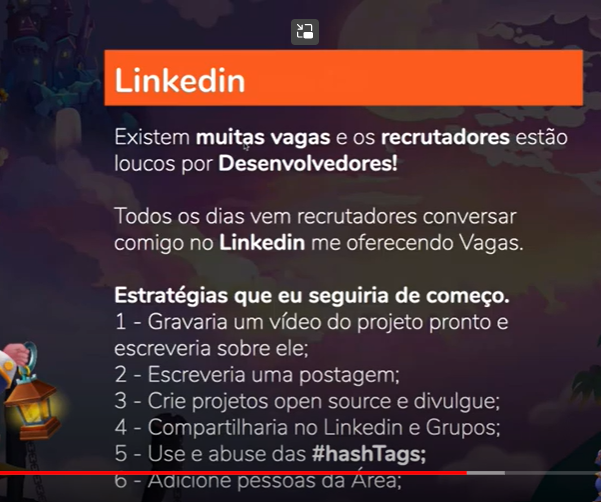 Linkedin
Existem muitas vagas e os recrutadores estão
loucos por Desenvolvedores!
Todos os dias vem recrutadores conversar
comigo no Linkedin me oferecendo Vagas.
Estratégias que eu seguiria de começo.
1 - Gravaria um vídeo do projeto pronto e
escreveria sobre ele;
2 - Escreveria uma postagem;
3 - Crie projetos open source e divulgue;
4 - Compartilharia no Linkedin e Grupos;
5 - Use e abuse das #hashTags;
6 - Adicione pessoas da Área;